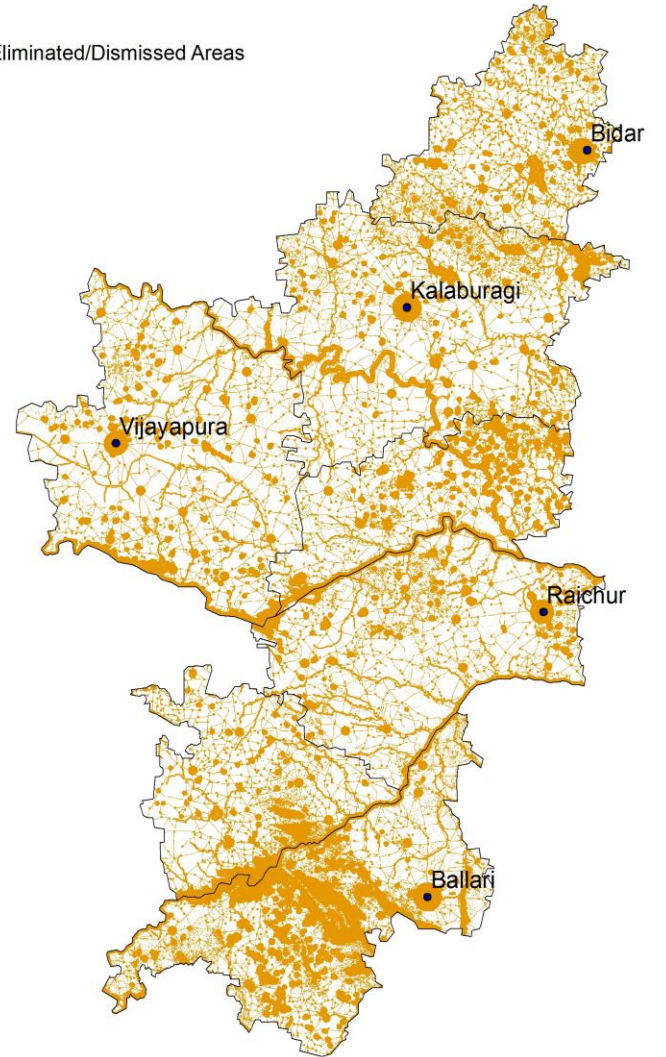 Eliminated/Dismissed Areas
Bidar
Kalaburagi
Vijayapura
Raichur
Ballari